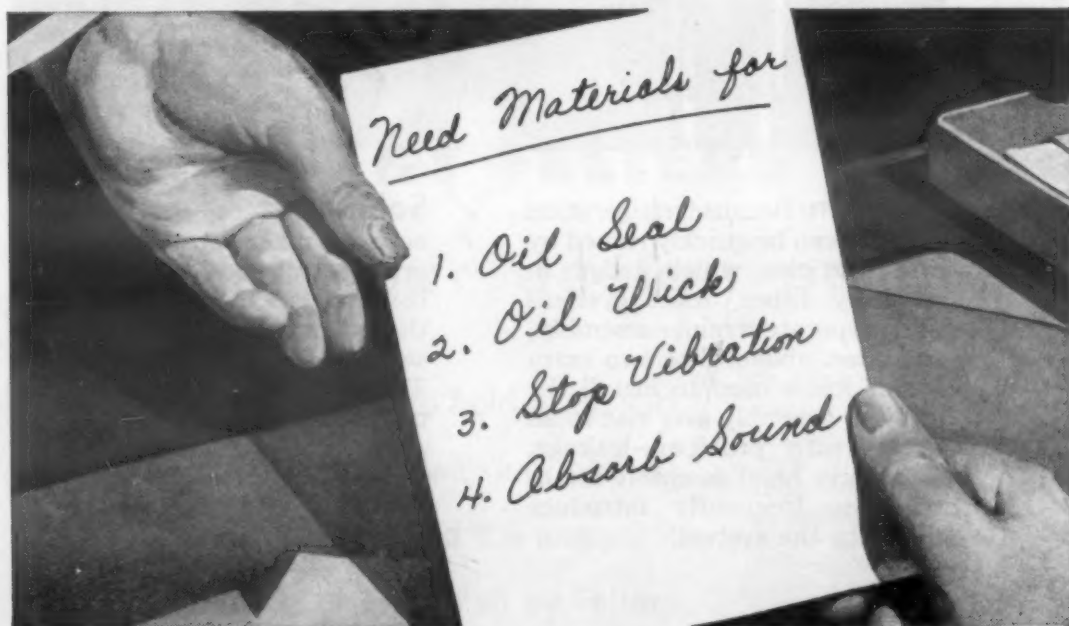 Need Materials for
1. Oil Seal
2. Oil Wick
3. Stop Vibration
4. Absorb Sound